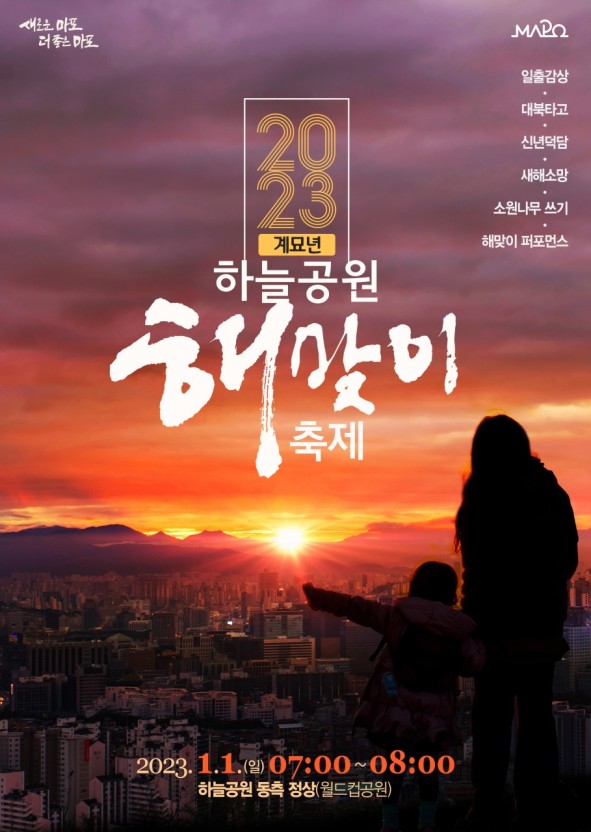 새로운 마포
더 좋은 마포
MAPO
일출감상
대북타고
신년덕담
새해소망
소원나무 쓰기
해맞이 퍼포먼스
20
23
계묘년
하늘공원
해맞이
축제
2023. 1.1.(일) 07:00~08:00
하늘공원 동측 정상(월드컵공원)